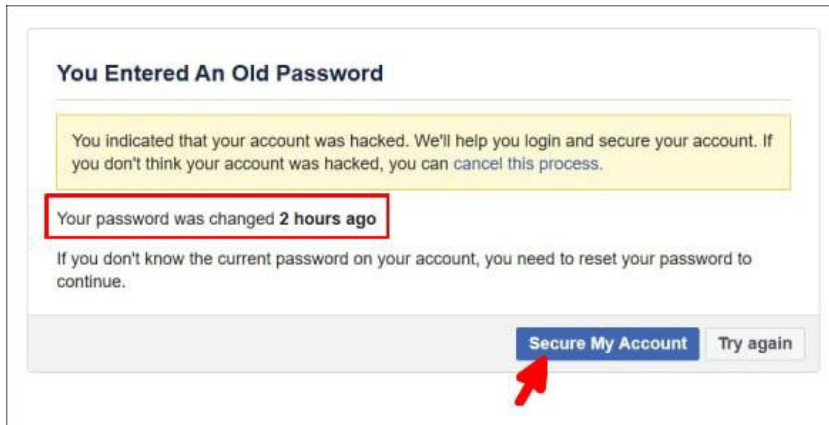 You Entered An Old Password
You indicated that your account was hacked. We'll help you login and secure your account. If
you don't think your account was hacked, you can cancel this process.
Your password was changed 2 hours ago
If you don't know the current password on your account, you need to reset your password to
continue.
Secure My Account Try again